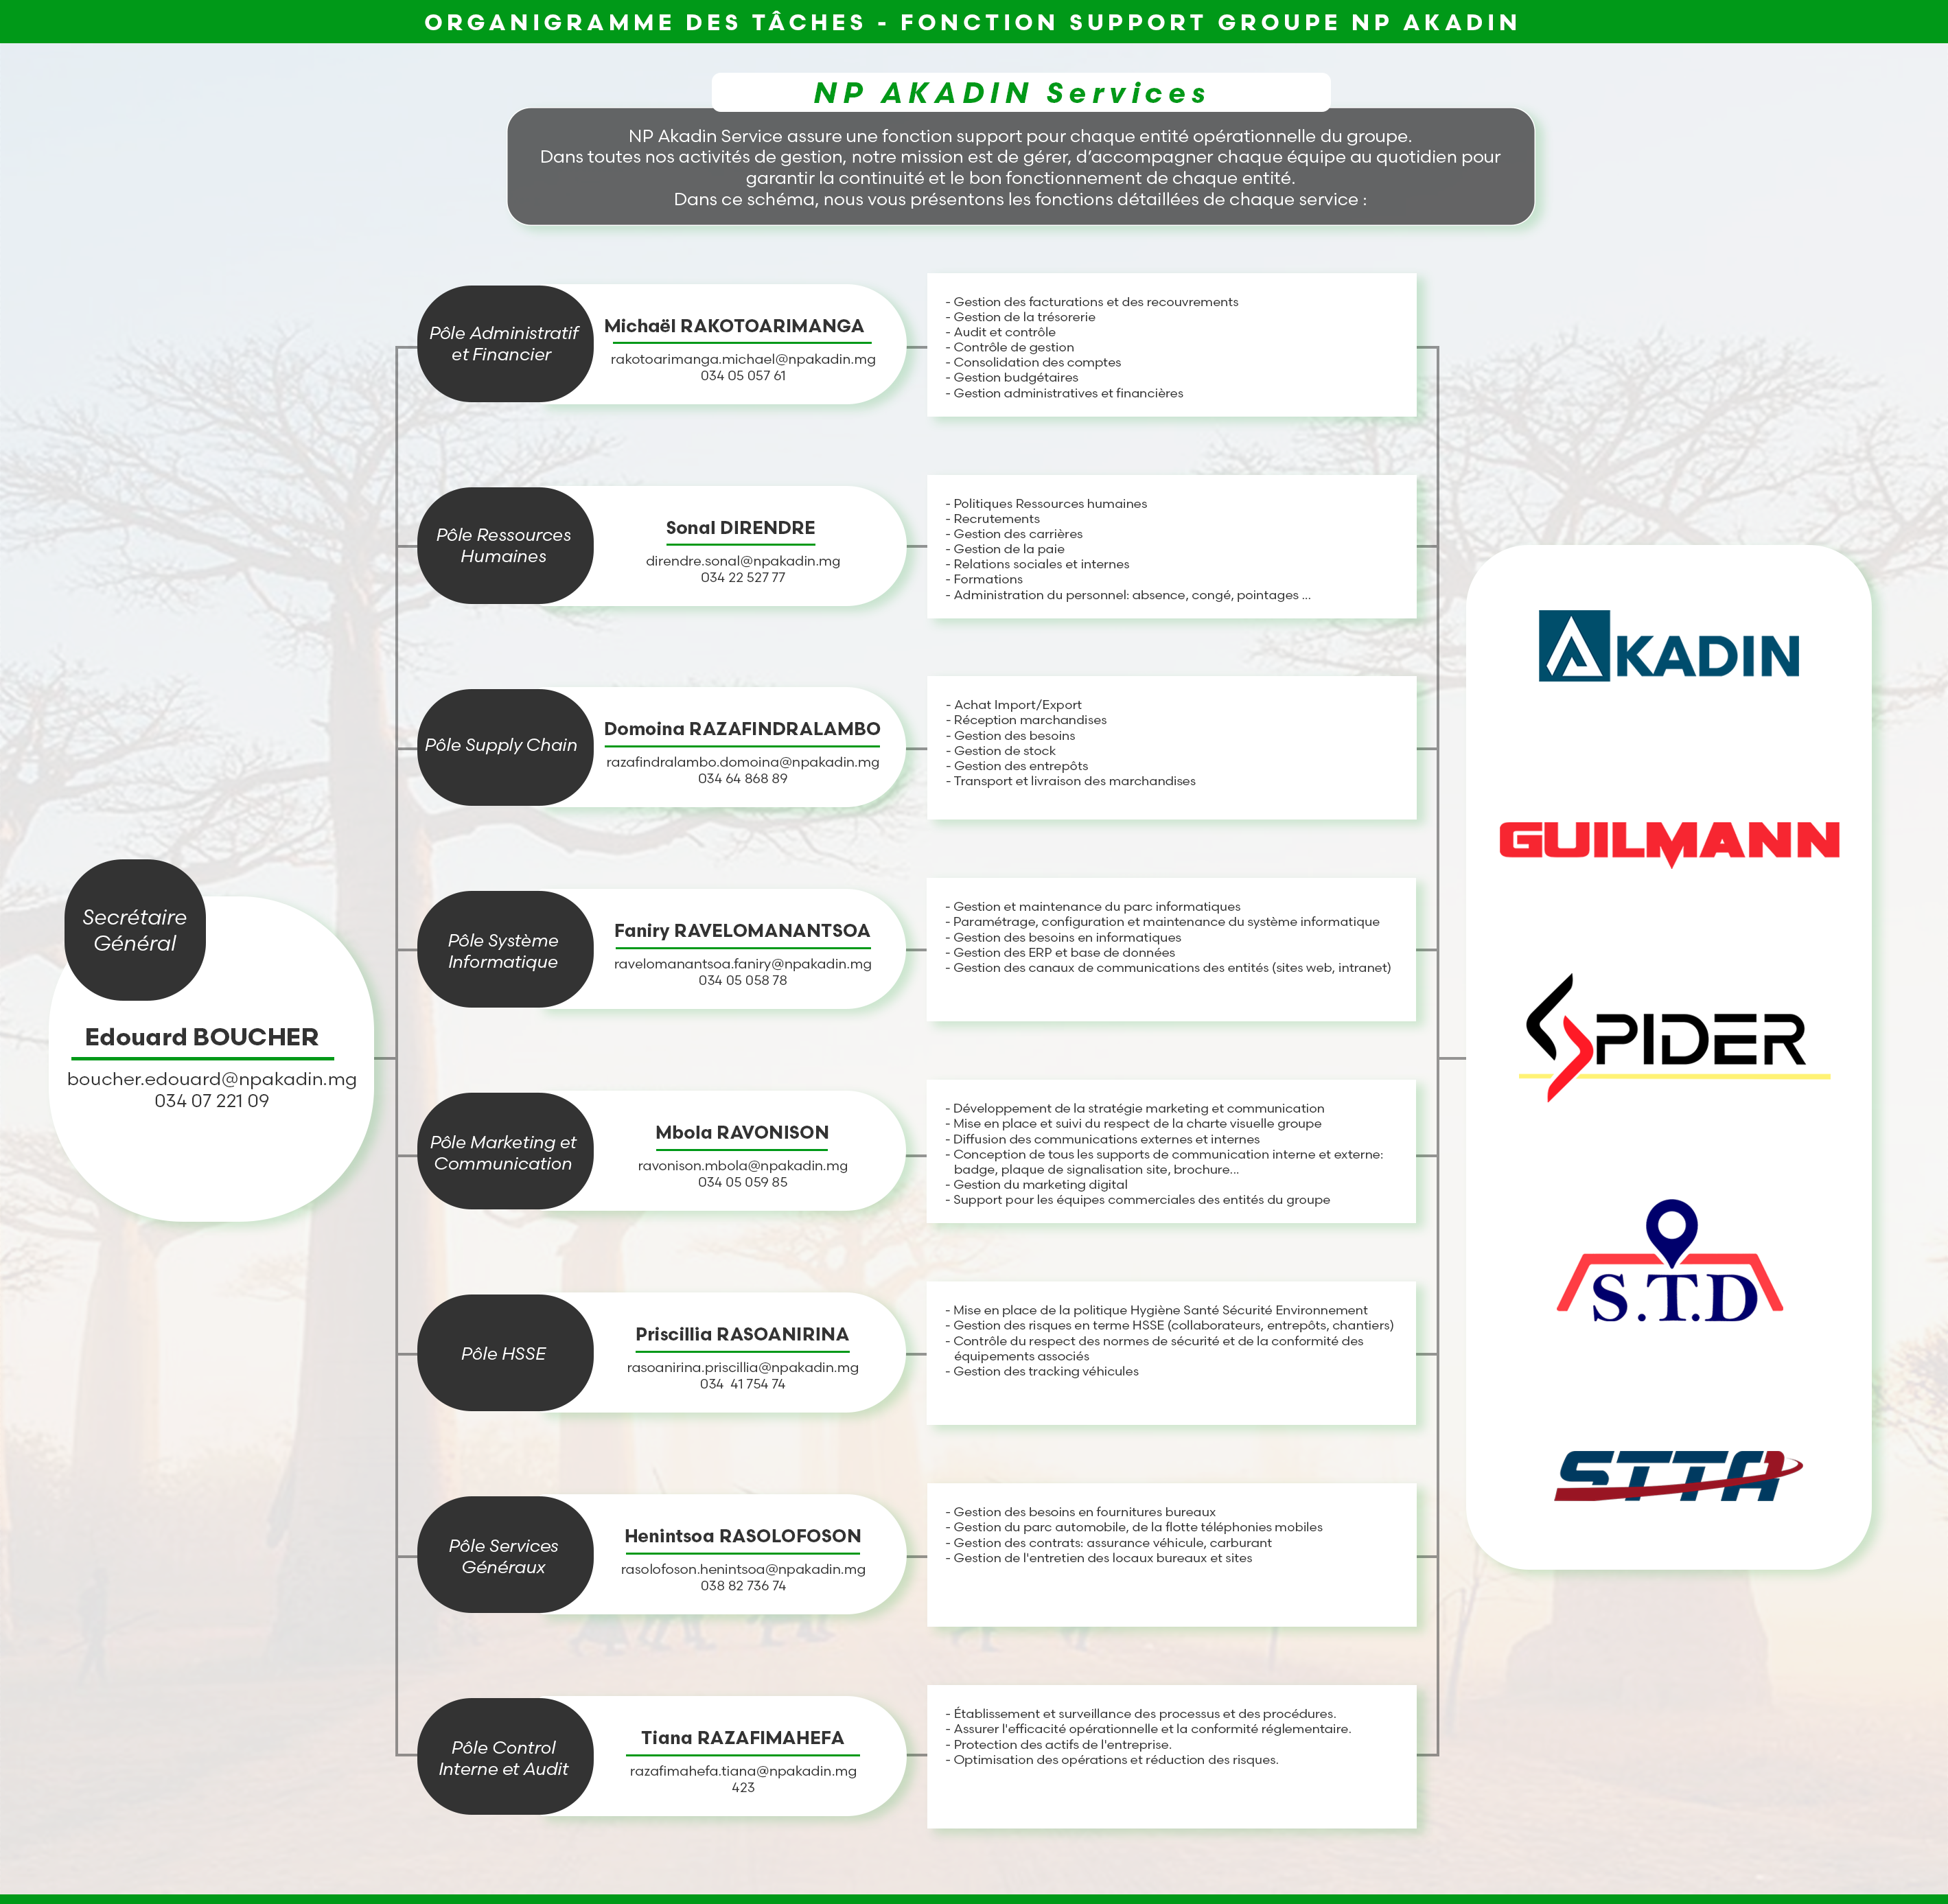 ORGANIGRAMME DES TÂCHES - FONCTION SUPPORT GROUPE NP AKADIN
NP AKADIN Services
NP Akadin Service assure une fonction support pour chaque entité opérationnelle du groupe.
Dans toutes nos activités de gestion, notre mission est de gérer, d’accompagner chaque équipe au quotidien pour
garantir la continuité et le bon fonctionnement de chaque entité.
Dans ce schéma, nous vous présentons les fonctions détaillées de chaque service :
Secrétaire
Général
Edouard BOUCHER
boucher.edouard@npakadin.mg
034 07 221 09
Pôle Administratif
et Financier
Michaël RAKOTOARIMANGA
rakotoarimanga.michael@npakadin.mg
034 05 057 61
- Gestion des facturations et des recouvrements
- Gestion de la trésorerie
- Audit et contrôle
- Contrôle de gestion
- Consolidation des comptes
- Gestion budgétaires
- Gestion administratives et financières
Pôle Ressources
Humaines
Sonal DIRENDRE
direndre.sonal@npakadin.mg
034 22 527 77
- Politiques Ressources humaines
- Recrutements
- Gestion des carrières
- Gestion de la paie
- Relations sociales et internes
- Formations
- Administration du personnel: absence, congé, pointages ...
Pôle Supply Chain
Domoina RAZAFINDRALAMBO
razafindralambo.domoina@npakadin.mg
034 64 868 89
- Achat Import/Export
- Réception marchandises
- Gestion des besoins
- Gestion de stock
- Gestion des entrepôts
- Transport et livraison des marchandises
Pôle Système
Informatique
Faniry RAVELOMANANTSOA
ravelomanantsoa.faniry@npakadin.mg
034 05 058 78
- Gestion et maintenance du parc informatiques
- Paramétrage, configuration et maintenance du système informatique
- Gestion des besoins en informatiques
- Gestion des ERP et base de données
- Gestion des canaux de communications des entités (sites web, intranet)
Pôle Marketing et
Communication
Mbola RAVONISON
ravonison.mbola@npakadin.mg
034 05 059 85
- Développement de la stratégie marketing et communication
- Mise en place et suivi du respect de la charte visuelle groupe
- Diffusion des communications externes et internes
- Conception de tous les supports de communication interne et externe:
badge, plaque de signalisation site, brochure...
- Gestion du marketing digital
- Support pour les équipes commerciales des entités du groupe
Pôle HSSE
Priscillia RASOANIRINA
rasoanirina.priscillia@npakadin.mg
034 41 754 74
- Mise en place de la politique Hygiène Santé Sécurité Environnement
- Gestion des risques en terme HSSE (collaborateurs, entrepôts, chantiers)
- Contrôle du respect des normes de sécurité et de la conformité des
équipements associés
- Gestion des tracking véhicules
Pôle Services
Généraux
Henintsoa RASOLOFOSON
rasolofoson.henintsoa@npakadin.mg
038 82 736 74
- Gestion des besoins en fournitures bureaux
- Gestion du parc automobile, de la flotte téléphonies mobiles
- Gestion des contrats: assurance véhicule, carburant
- Gestion de l'entretien des locaux bureaux et sites
Pôle Control
Interne et Audit
Tiana RAZAFIMAHEFA
razafimahefa.tiana@npakadin.mg
423
- Établissement et surveillance des processus et des procédures.
- Assurer l'efficacité opérationnelle et la conformité réglementaire.
- Protection des actifs de l'entreprise.
- Optimisation des opérations et réduction des risques.
AKADIN
GUILMANN
SPIDER
S.T.D
STTA